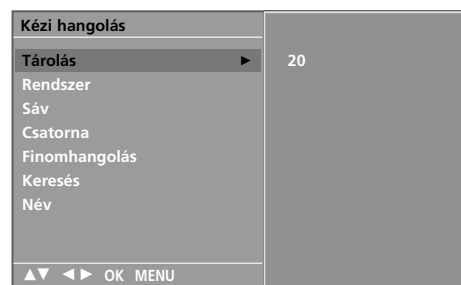 Kézi hangolás
Tárolás ► 20
Rendszer
Sáv
Csatorna
Finomhangolás
Keresés
Név
▲▼ ◄► OK MENU